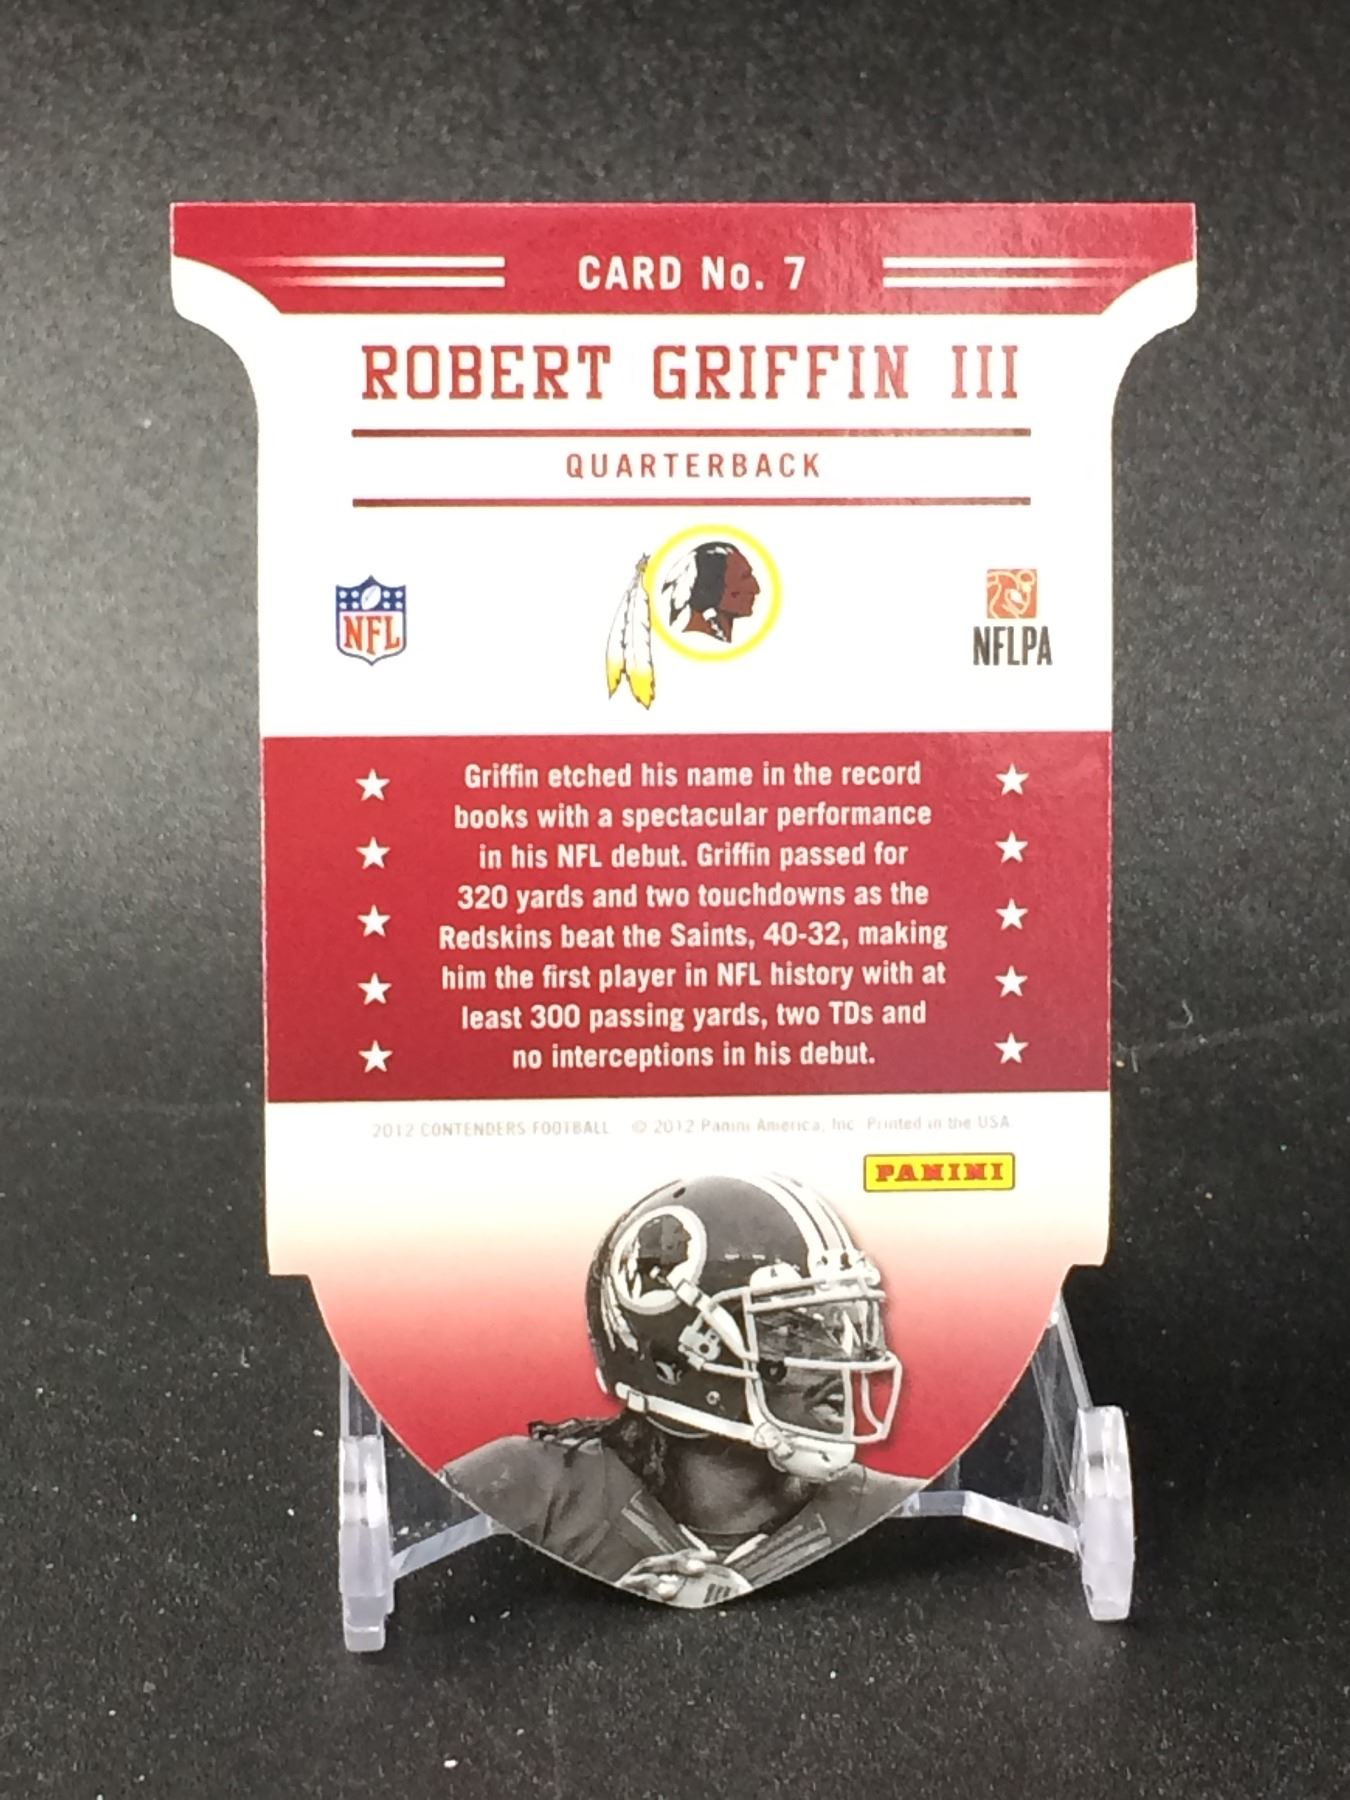 CARD No. 7
ROBERT GRIFFIN III
QUARTERBACK
NFL
NFLPA
Griffin etched his name in the record
books with a spectacular performance
in his NFL debut. Griffin passed for
320 yards and two touchdowns as the
Redskins beat the Saints, 40-32, making
him the first player in NFL history with at
least 300 passing yards, two TDs and
no interceptions in his debut.
2012 CONTENDERS FOOTBALL © 2012 Panini America, Inc. Printed in the USA
PANINI